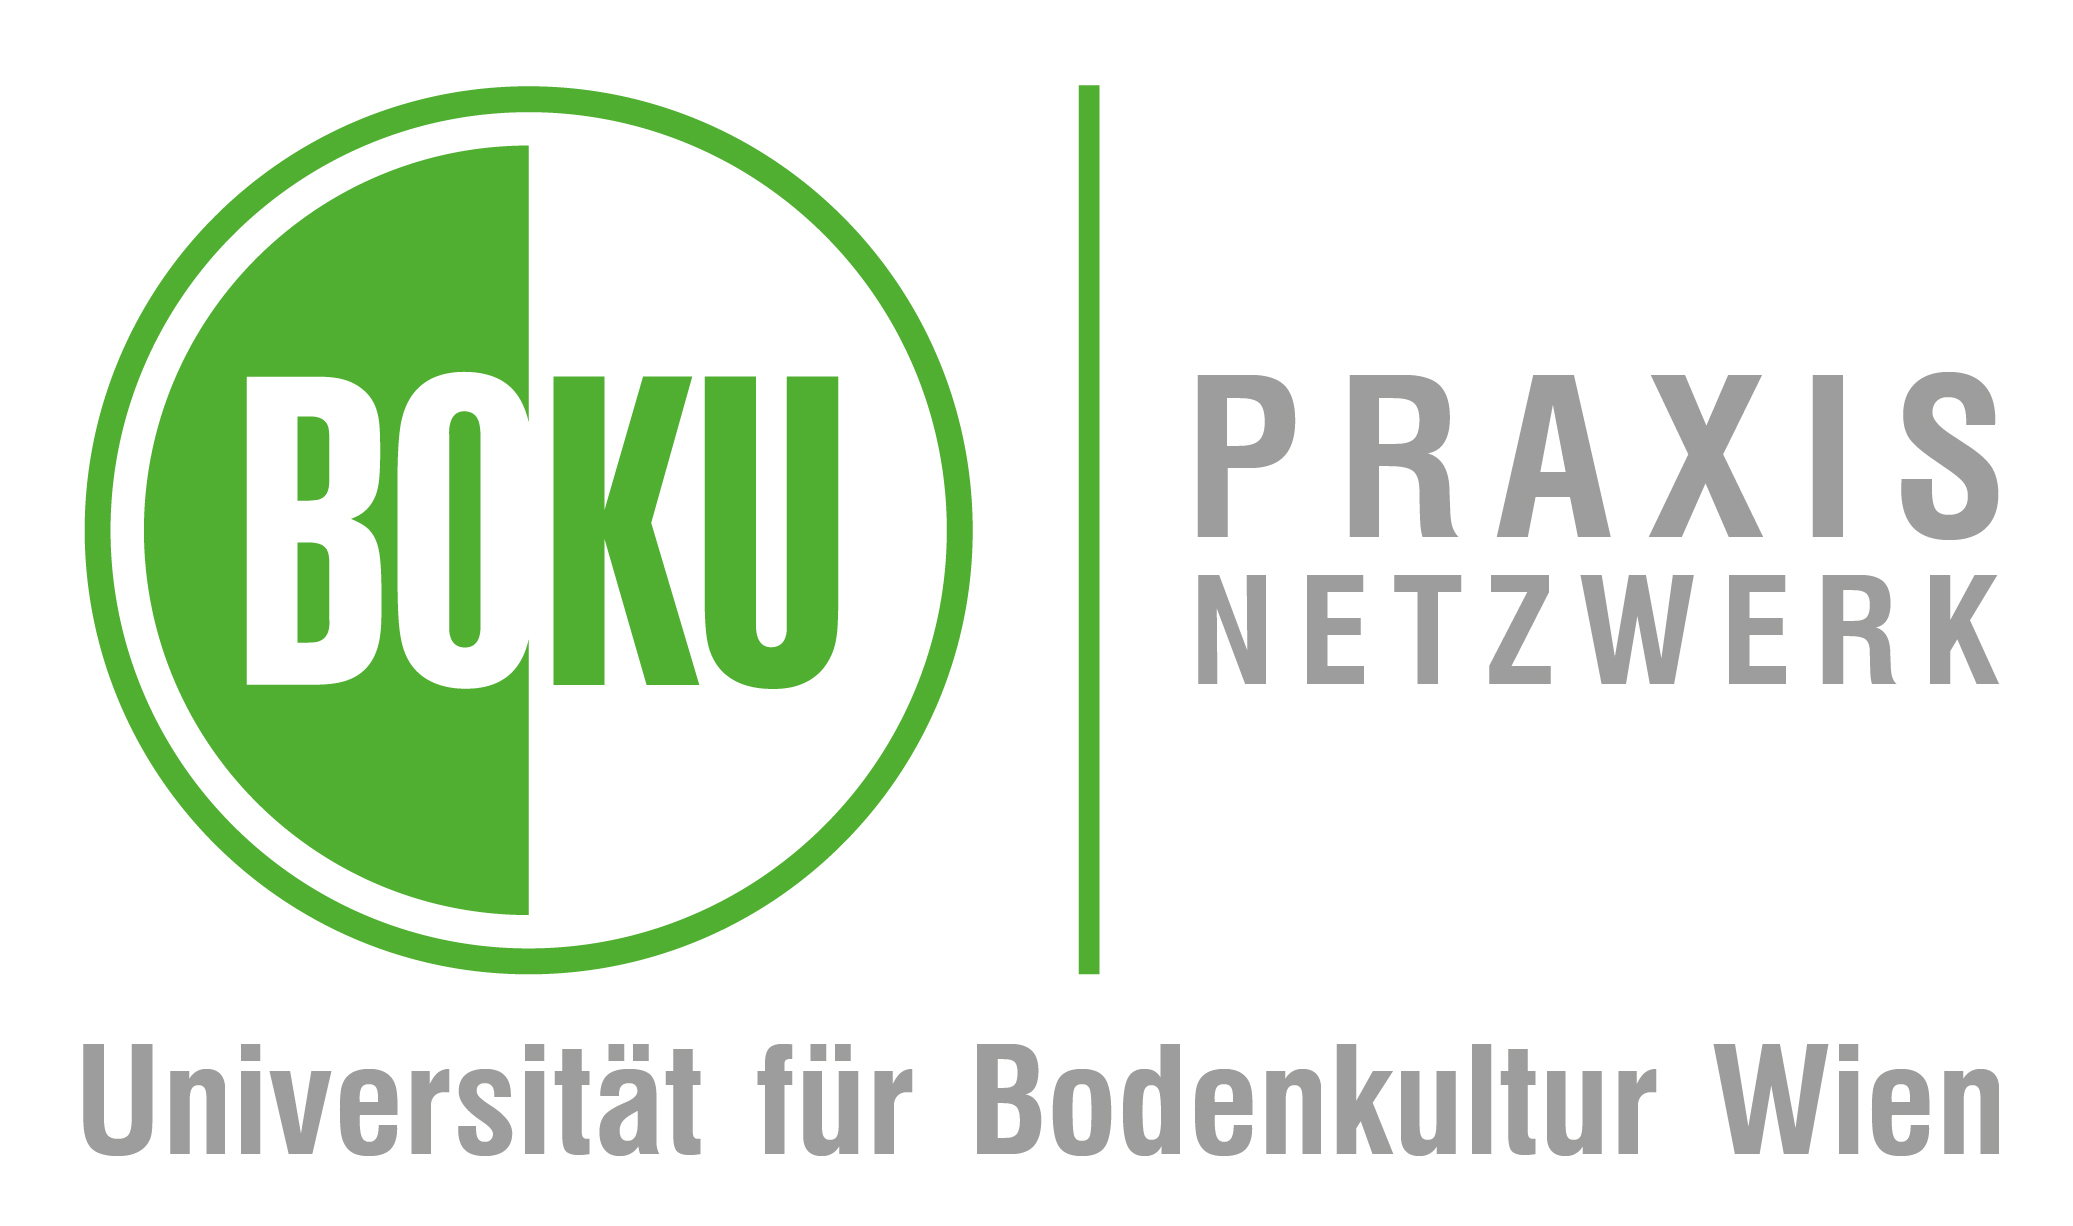 BOKU
PRAXIS
NETZWERK
Universität für Bodenkultur Wien